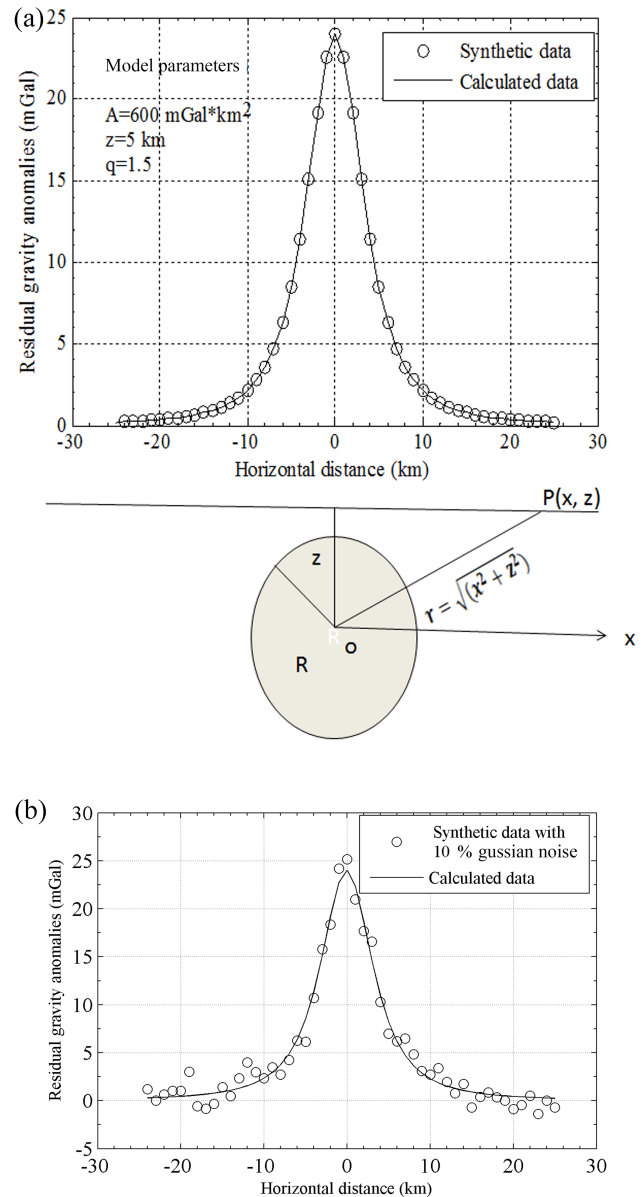 (a)
25
20
15
10
5
0
Residual gravity anomalies (mGal)
Model parameters
A=600 mGal*km2
z=5 km
q=1.5
Synthetic data
Calculated data
-30 -20 -10 0 10 20 30
Horizontal distance (km)
P(x, z)
z
r = √(x² + z²)
R
o
R
x
(b)
30
25
20
15
10
5
0
-5
Residual gravity anomalies (mGal)
Synthetic data with
10 % gussian noise
Calculated data
-30 -20 -10 0 10 20 30
Horizontal distance (km)